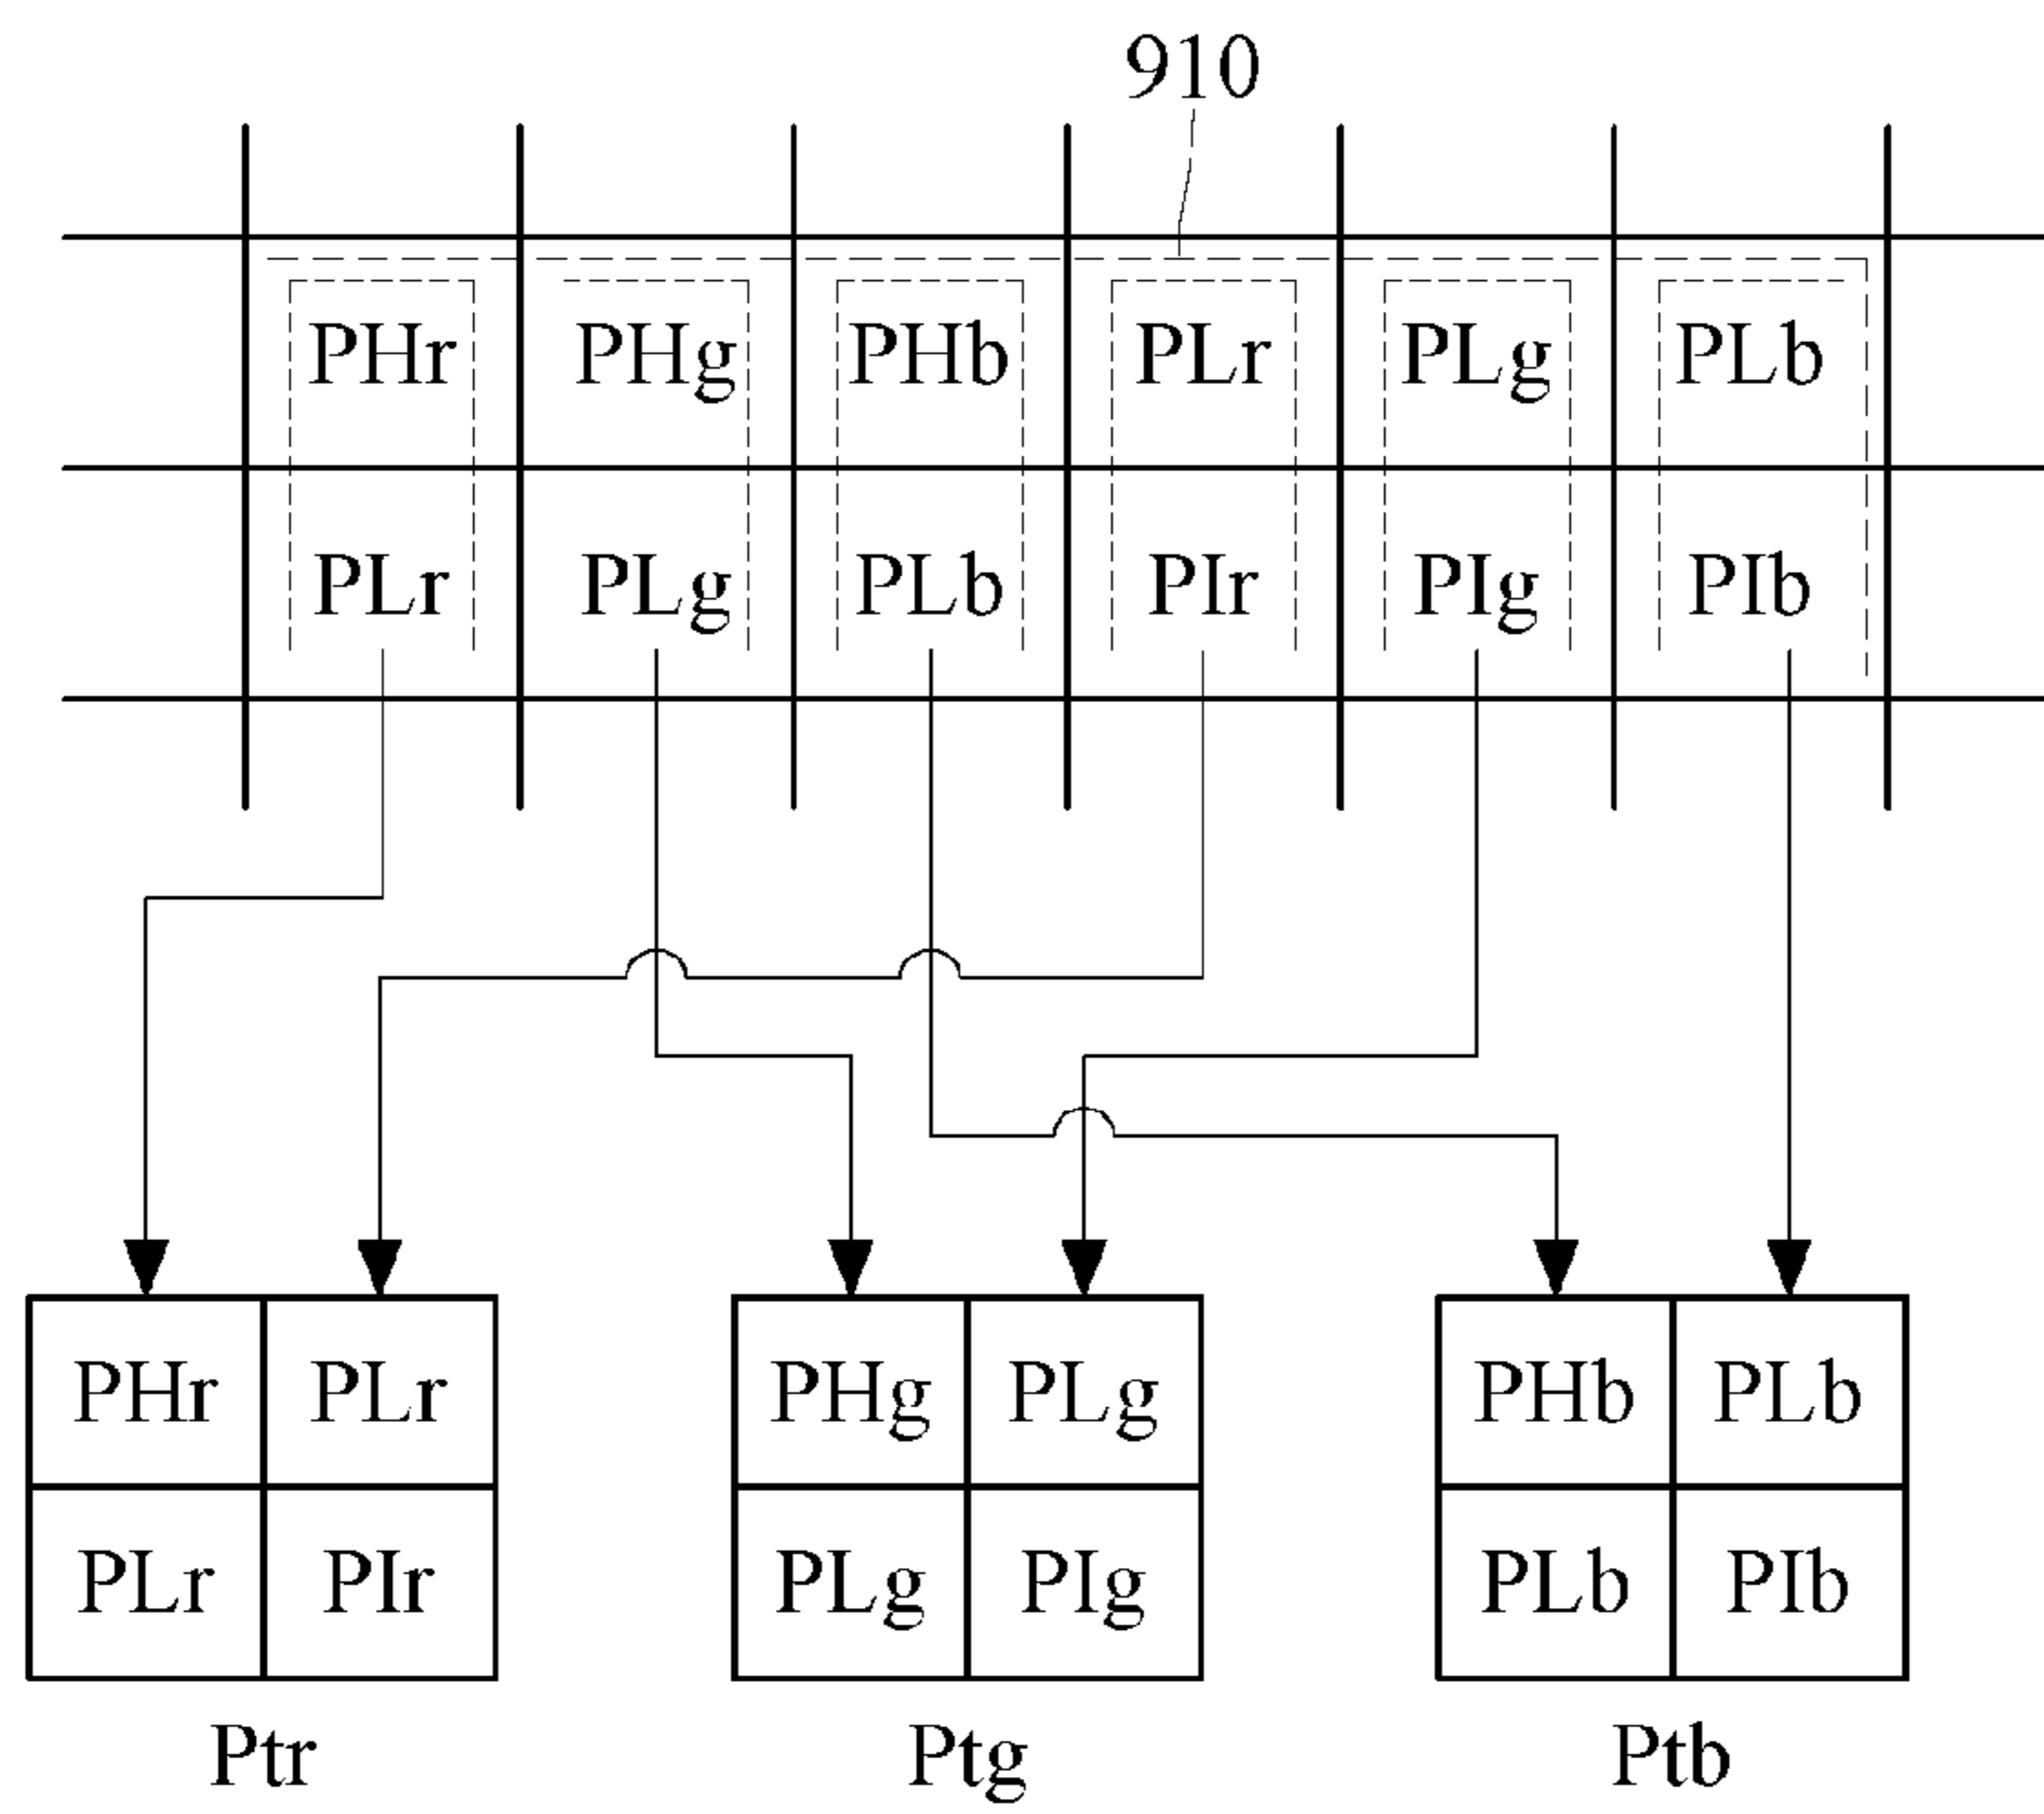 910
PHr PHg PHb PLr PLg PLb
PLr PLg PLb PIr PIg PIb
PHr PLr PHg PLg PHb PLb
PLr PIr PLg PIg PLb PIb
Ptr Ptg Ptb